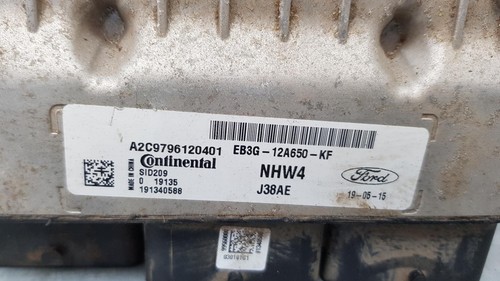 A2C9796120401
EB3G-12A650-KF
MADE IN CHINA
Continental
SID209
0 19135
191340588
NHW4
J38AE
Ford
19-05-15